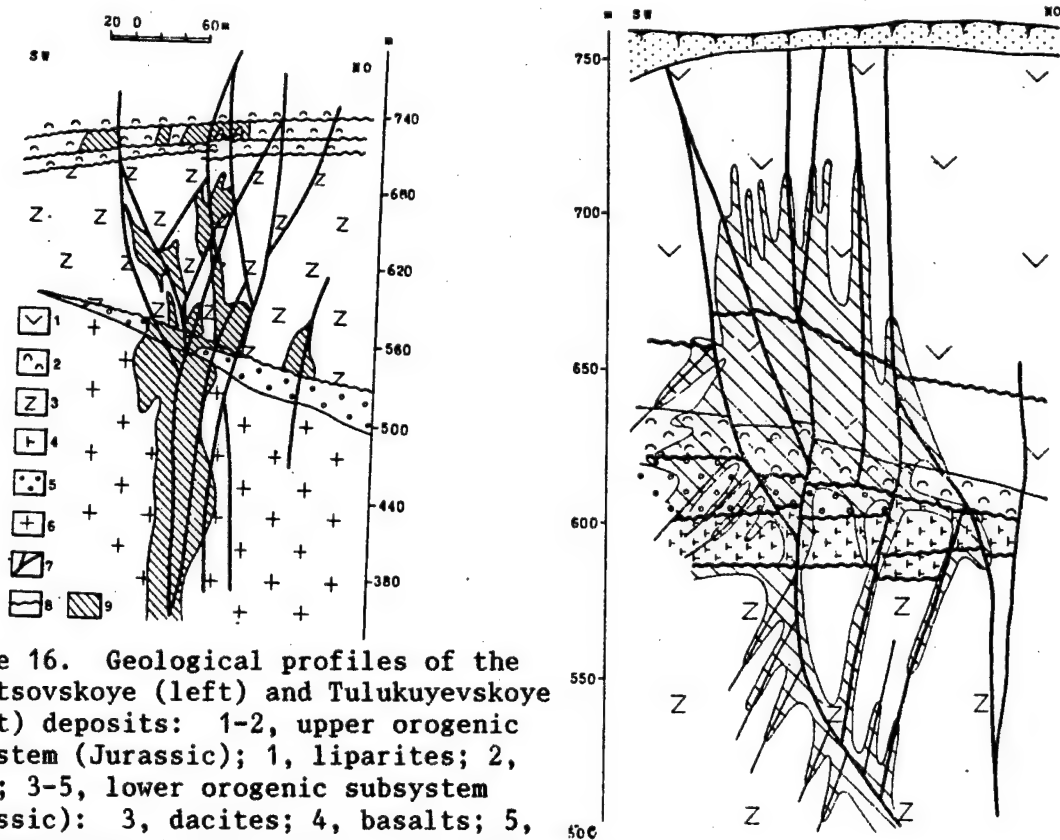 20 0 60м
SW NO
м
740
680
620
560
500
440
380
1
2
3
4
5
6
7
8 9
м SW NO
750
700
650
600
550
50
e 16. Geological profiles of the
tsovskoye (left) and Tulukuyevskoye
t) deposits: 1-2, upper orogenic
stem (Jurassic); 1, liparites; 2,
; 3-5, lower orogenic subsystem
ssic): 3, dacites; 4, basalts; 5,